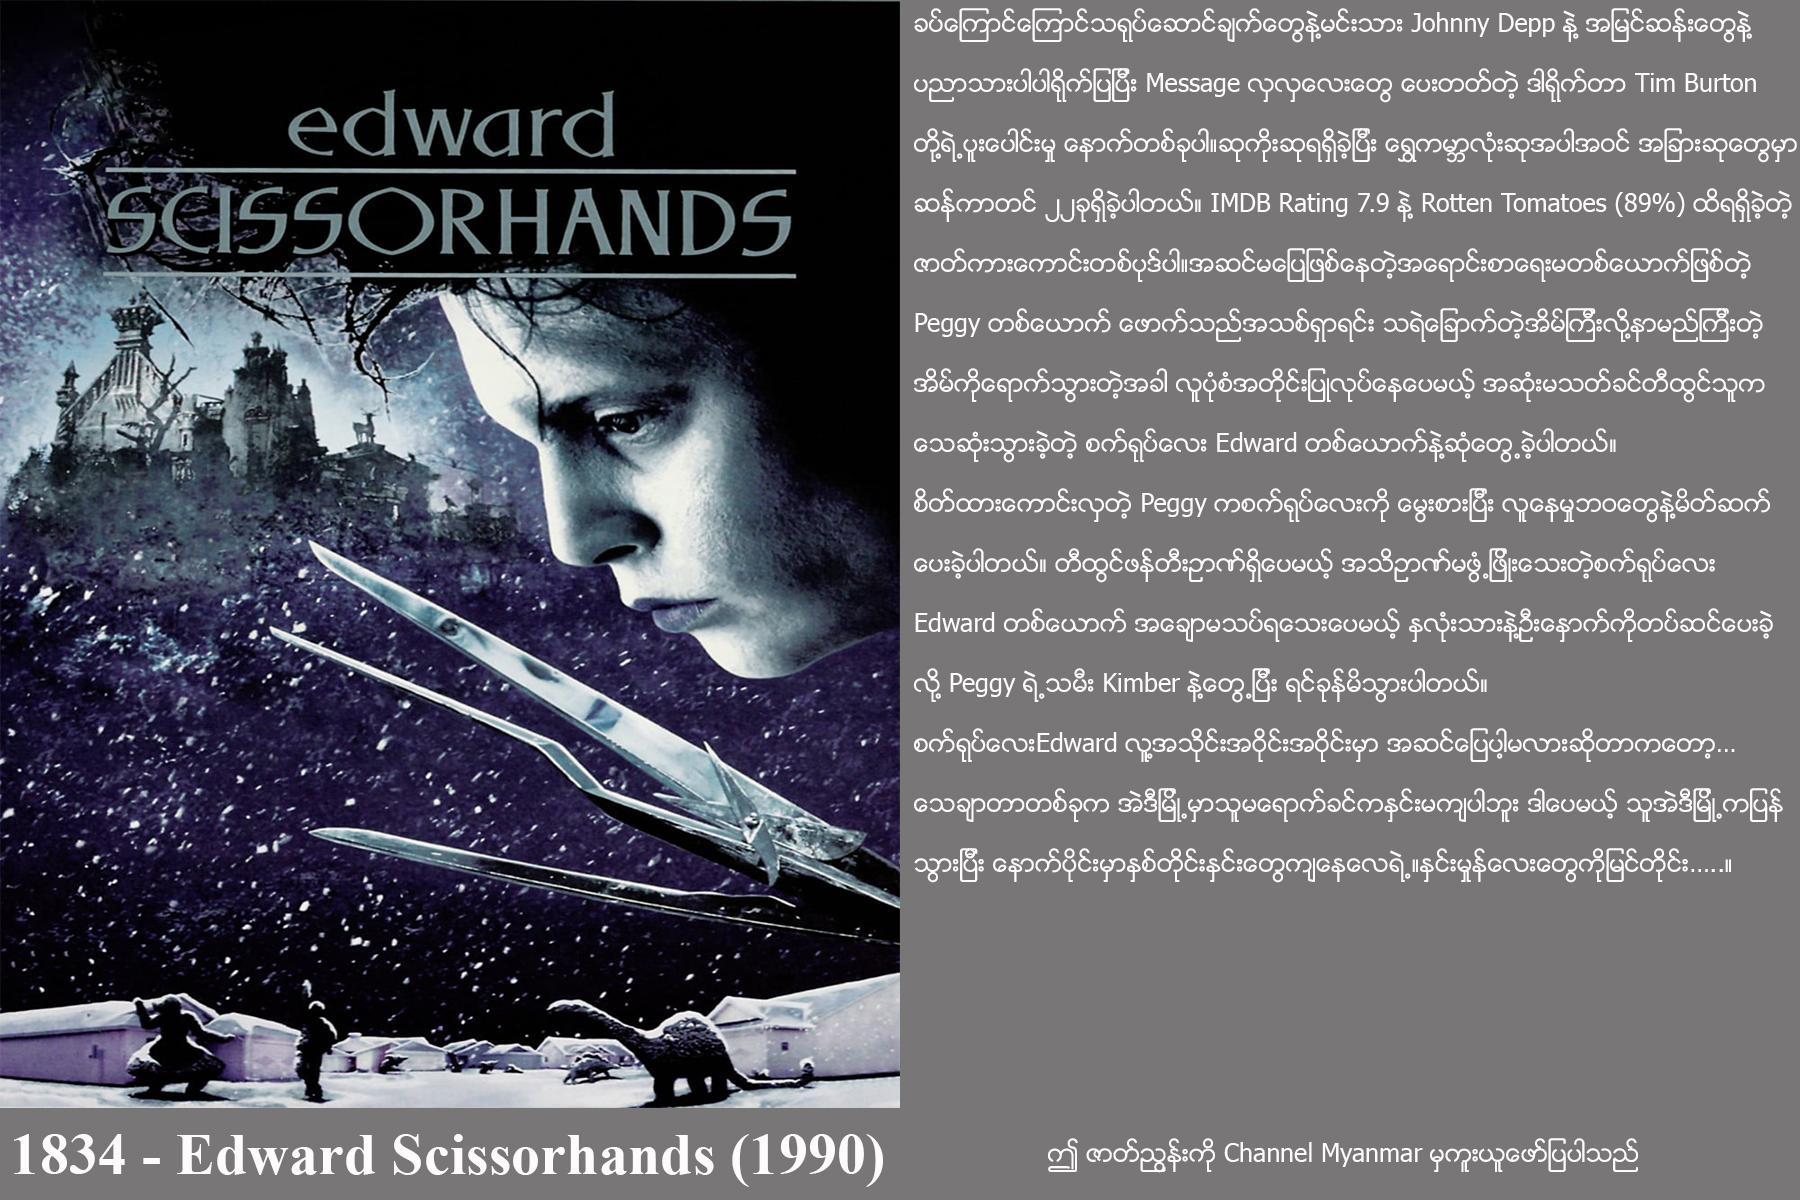 edward
SCISSORHANDS
ခပ်ကြောင်ကြောင်သရုပ်ဆောင်ချက်တွေနဲ့မင်းသား Johnny Depp နဲ့ အမြင်ဆန်းတွေနဲ့
ပညာသားပါပါရိုက်ပြပြီး Message လှလှလေးတွေ ပေးတတ်တဲ့ ဒါရိုက်တာ Tim Burton
တို့ရဲ့ပူးပေါင်းမှု နောက်တစ်ခုပါ။ဆုကိုးဆုရရှိခဲ့ပြီး ရွှေကမ္ဘာလုံးဆုအပါအဝင် အခြားဆုတွေမှာ
ဆန်ကာတင် ၂၂ခုရှိခဲ့ပါတယ်။ IMDB Rating 7.9 နဲ့ Rotten Tomatoes (89%) ထိရရှိခဲ့တဲ့
ဇာတ်ကားကောင်းတစ်ပုဒ်ပါ။အဆင်မပြေဖြစ်နေတဲ့အရောင်းစာရေးမတစ်ယောက်ဖြစ်တဲ့
Peggy တစ်ယောက် ဖောက်သည်အသစ်ရှာရင်း သရဲခြောက်တဲ့အိမ်ကြီးလို့နာမည်ကြီးတဲ့
အိမ်ကိုရောက်သွားတဲ့အခါ လူပုံစံအတိုင်းပြုလုပ်နေပေမယ့် အဆုံးမသတ်ခင်တီထွင်သူက
သေဆုံးသွားခဲ့တဲ့ စက်ရုပ်လေး Edward တစ်ယောက်နဲ့ဆုံတွေ့ခဲ့ပါတယ်။
စိတ်ထားကောင်းလှတဲ့ Peggy ကစက်ရုပ်လေးကို မွေးစားပြီး လူနေမှုဘဝတွေနဲ့မိတ်ဆက်
ပေးခဲ့ပါတယ်။ တီထွင်ဖန်တီးဉာဏ်ရှိပေမယ့် အသိဉာဏ်မဖွံ့ဖြိုးသေးတဲ့စက်ရုပ်လေး
Edward တစ်ယောက် အချောမသပ်ရသေးပေမယ့် နှလုံးသားနဲ့ဦးနှောက်ကိုတပ်ဆင်ပေးခဲ့
လို့ Peggy ရဲ့သမီး Kimber နဲ့တွေ့ပြီး ရင်ခုန်မိသွားပါတယ်။
စက်ရုပ်လေးEdward လူ့အသိုင်းအဝိုင်းအဝိုင်းမှာ အဆင်ပြေပါ့မလားဆိုတာကတော့...
သေချာတာတစ်ခုက အဲဒီမြို့မှာသူမရောက်ခင်ကနှင်းမကျပါဘူး ဒါပေမယ့် သူအဲဒီမြို့ကပြန်
သွားပြီး နောက်ပိုင်းမှာနှစ်တိုင်းနှင်းတွေကျနေလေရဲ့။နှင်းမှုန်လေးတွေကိုမြင်တိုင်း.....။
1834 - Edward Scissorhands (1990)
ဤ ဇာတ်ညွှန်းကို Channel Myanmar မှကူးယူဖော်ပြပါသည်